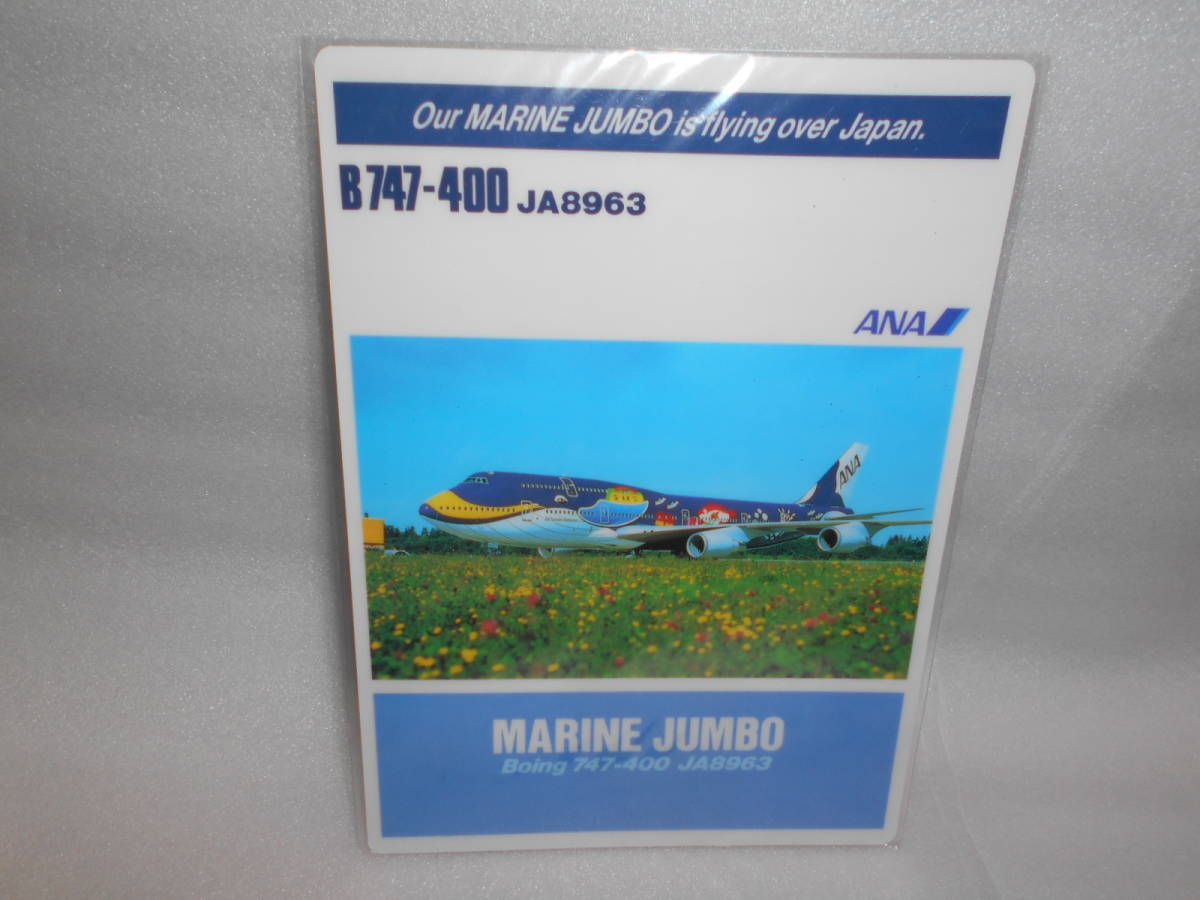 Our MARINE JUMBO is flying over Japan.
B747-400 JA8963
ANA
ANA
MARINE JUMBO
Boing 747-400 JA8963